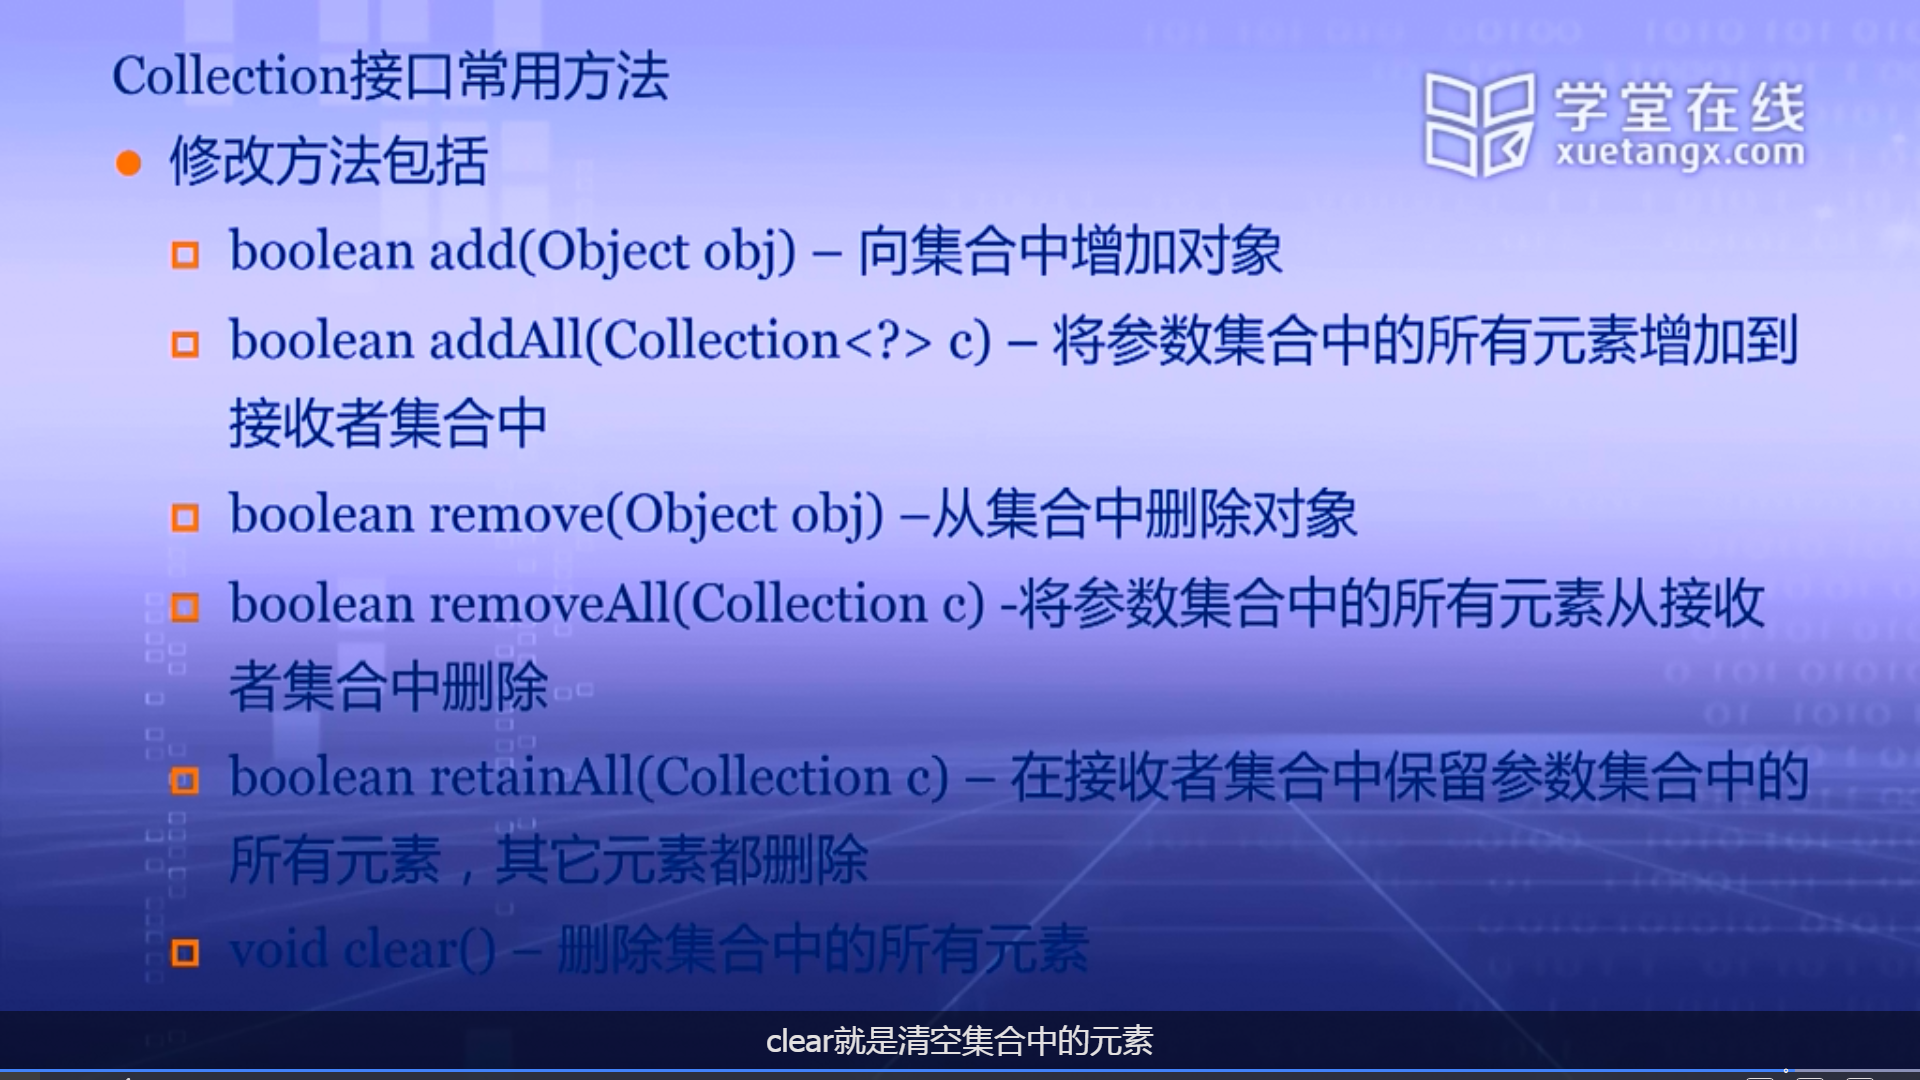 Collection接口常用方法
学堂在线
xuetangx.com
修改方法包括
boolean add(Object obj) – 向集合中增加对象
boolean addAll(Collection<?> c) – 将参数集合中的所有元素增加到
接收者集合中
boolean remove(Object obj) –从集合中删除对象
boolean removeAll(Collection c) -将参数集合中的所有元素从接收
者集合中删除
boolean retainAll(Collection c) – 在接收者集合中保留参数集合中的
所有元素，其它元素都删除
void clear() – 删除集合中的所有元素
clear就是清空集合中的元素